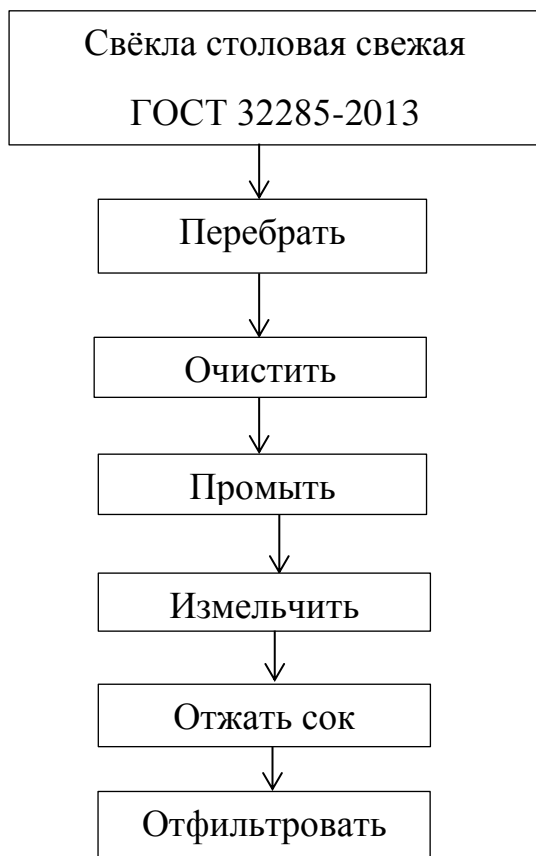 Свёкла столовая свежая
ГОСТ 32285-2013
Перебрать
Очистить
Промыть
Измельчить
Отжать сок
Отфильтровать